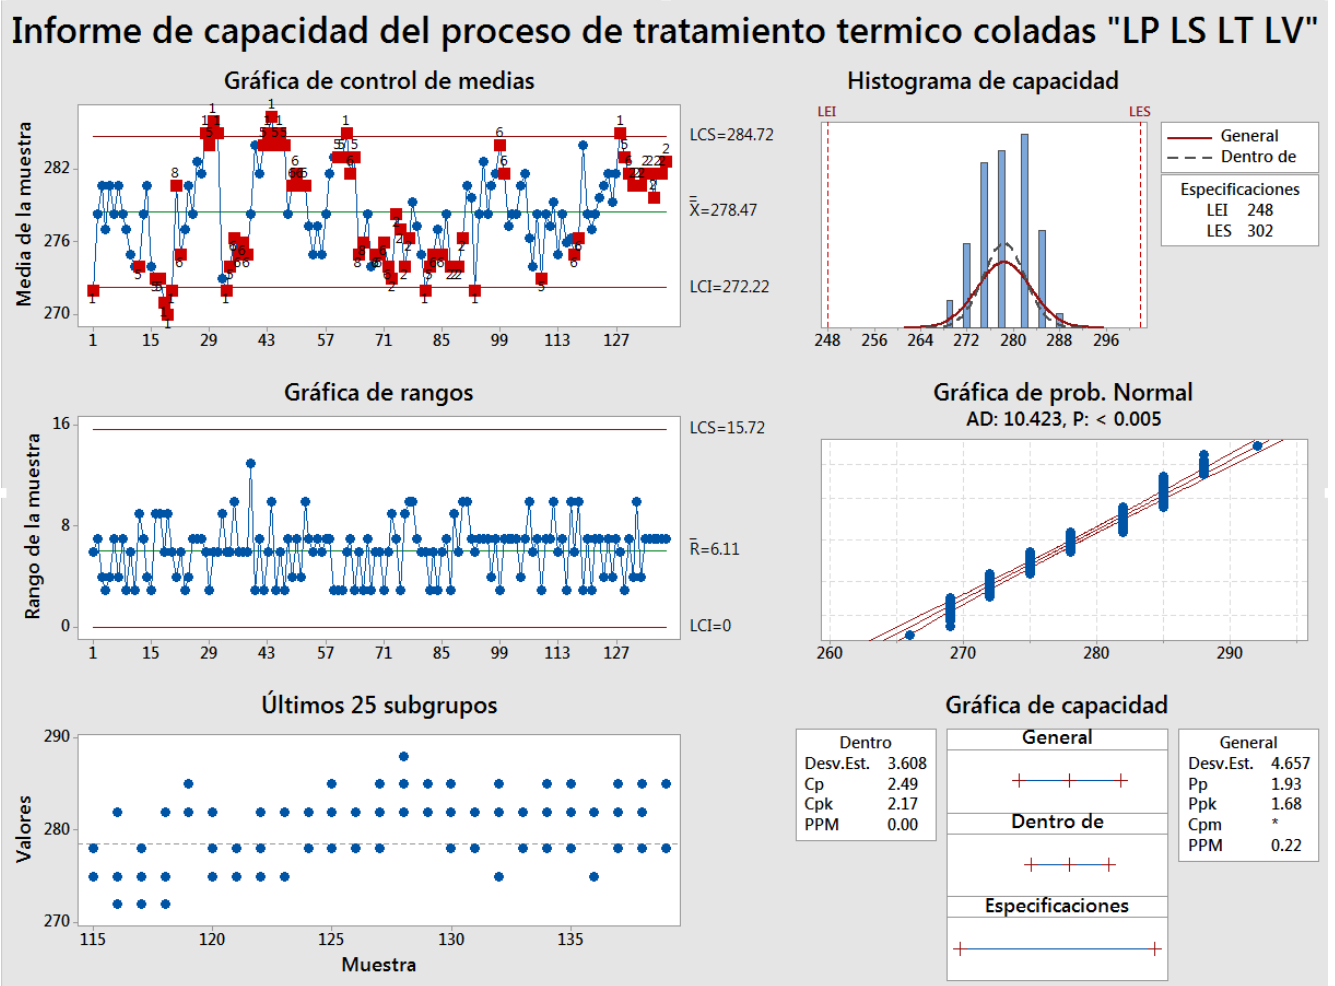 Informe de capacidad del proceso de tratamiento termico coladas "LP LS LT LV"
Gráfica de control de medias
Media de la muestra
282
276
270
1 15 29 43 57 71 85 99 113 127
LCS=284.72
X=278.47
LCI=272.22
Histograma de capacidad
LEI LES
248 256 264 272 280 288 296
General
Dentro de
Especificaciones
LEI 248
LES 302
Gráfica de rangos
Rango de la muestra
16
8
0
1 15 29 43 57 71 85 99 113 127
LCS=15.72
R=6.11
LCI=0
Gráfica de prob. Normal
AD: 10.423, P: < 0.005
260 270 280 290
Últimos 25 subgrupos
Valores
290
280
270
115 120 125 130 135
Muestra
Gráfica de capacidad
Dentro
Desv.Est. 3.608
Cp 2.49
Cpk 2.17
PPM 0.00
General
Dentro de
Especificaciones
General
Desv.Est. 4.657
Pp 1.93
Ppk 1.68
Cpm *
PPM 0.22